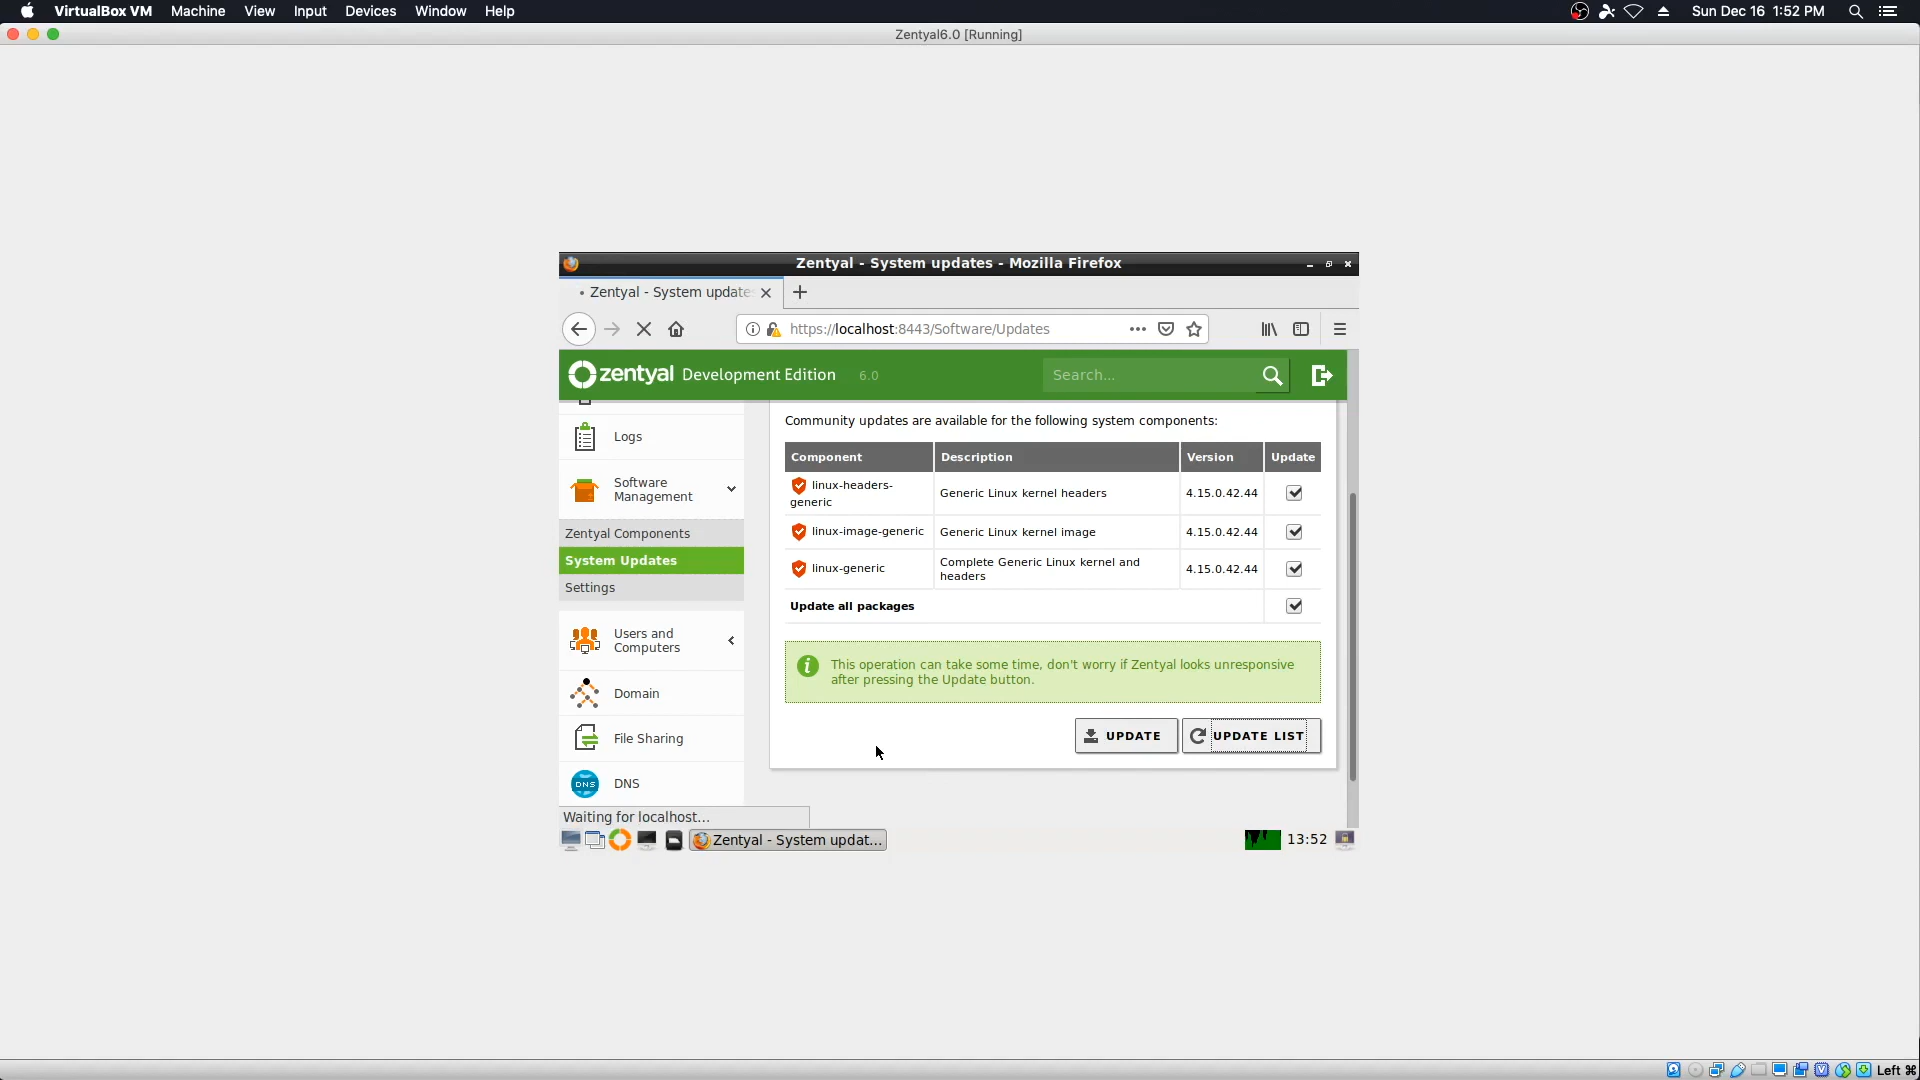 VirtualBox VM Machine View Input Devices Window Help
Sun Dec 16 1:52 PM
Zentyal6.0 [Running]
Zentyal - System updates - Mozilla Firefox
Zentyal - System update
https://localhost:8443/Software/Updates
zentyal Development Edition 6.0
Search...
Logs
Software
Management
Zentyal Components
System Updates
Settings
Users and
Computers
Domain
File Sharing
DNS
DNS
Community updates are available for the following system components:
Component Description Version Update
linux-headers-
generic Generic Linux kernel headers 4.15.0.42.44
linux-image-generic Generic Linux kernel image 4.15.0.42.44
linux-generic Complete Generic Linux kernel and
headers 4.15.0.42.44
Update all packages
This operation can take some time, don't worry if Zentyal looks unresponsive
after pressing the Update button.
UPDATE UPDATE LIST
Waiting for localhost...
Zentyal - System updat...
13:52
Left ⌘